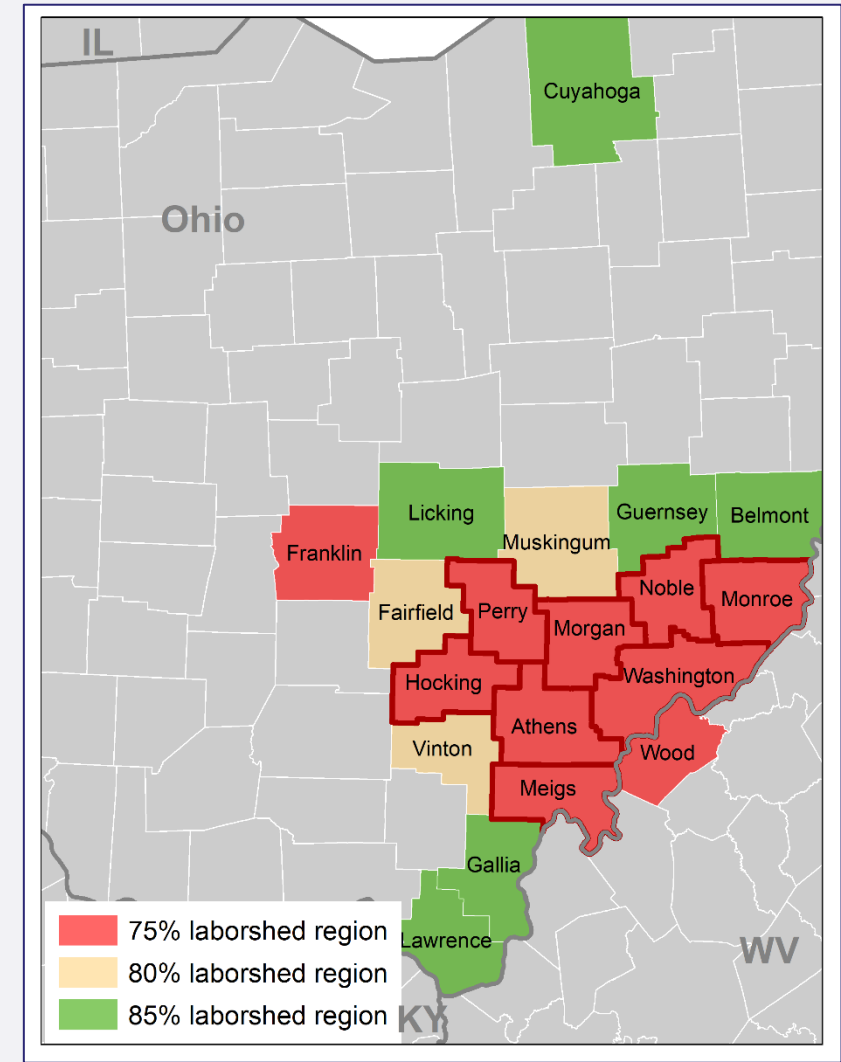 IL
Cuyahoga
Ohio
Licking
Guernsey
Belmont
Franklin
Muskingum
Noble
Monroe
Fairfield
Perry
Morgan
Hocking
Washington
Athens
Vinton
Wood
Meigs
Gallia
75% laborshed region
80% laborshed region
85% laborshed region
Lawrence
WV
KY